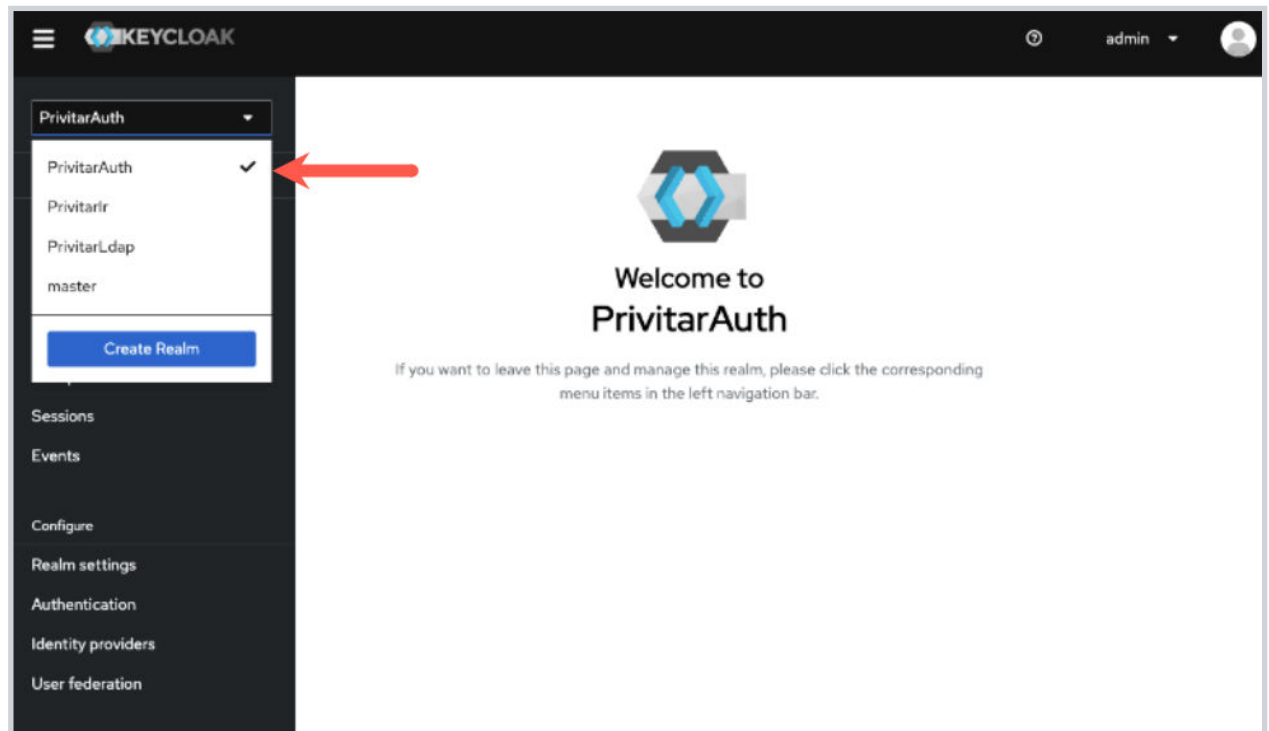 KEYCLOAK
admin
PrivitarAuth
PrivitarAuth
PrivitarIr
PrivitarLdap
master
Create Realm
Sessions
Events
Configure
Realm settings
Authentication
Identity providers
User federation
Welcome to
PrivitarAuth
If you want to leave this page and manage this realm, please click the corresponding
menu items in the left navigation bar.